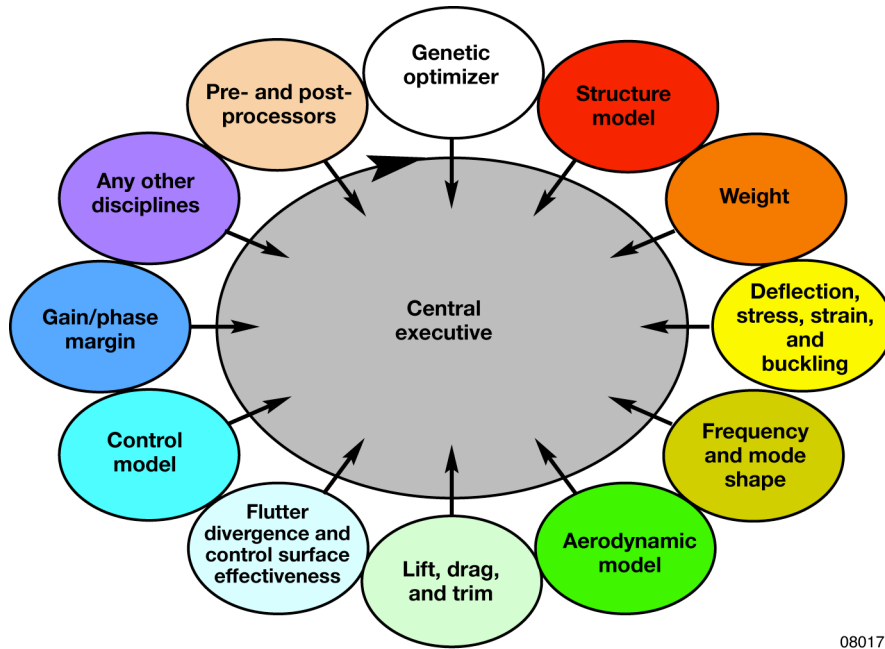 Genetic
optimizer
Structure
model
Weight
Deflection,
stress, strain,
and
buckling
Frequency
and mode
shape
Aerodynamic
model
Lift, drag,
and trim
Flutter
divergence and
control surface
effectiveness
Control
model
Gain/phase
margin
Any other
disciplines
Pre- and post-
processors
Central
executive
08017